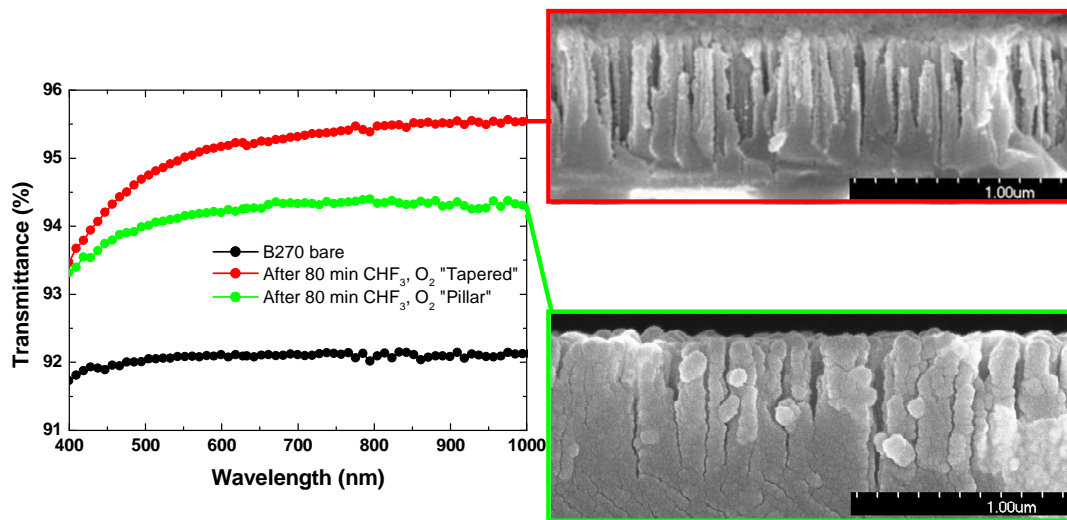 96
95
94
93
92
91
Transmittance (%)
400 500 600 700 800 900 1000
Wavelength (nm)
B270 bare
After 80 min CHF₃, O₂ "Tapered"
After 80 min CHF₃, O₂ "Pillar"
1.00um
1.00um